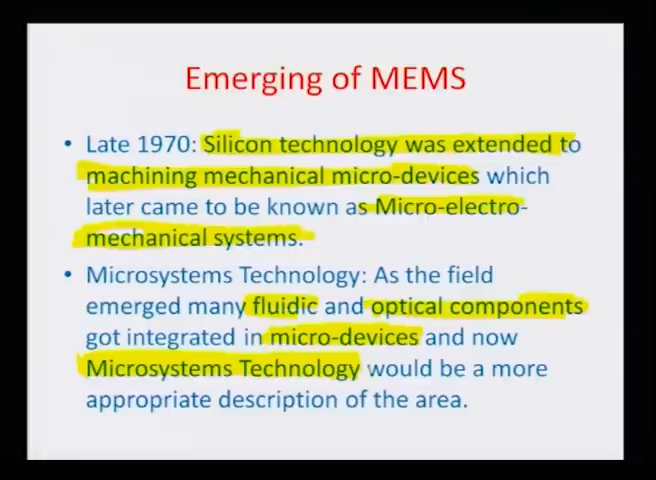 Emerging of MEMS
• Late 1970: Silicon technology was extended to
machining mechanical micro-devices which
later came to be known as Micro-electro-
mechanical systems.
• Microsystems Technology: As the field
emerged many fluidic and optical components
got integrated in micro-devices and now
Microsystems Technology would be a more
appropriate description of the area.